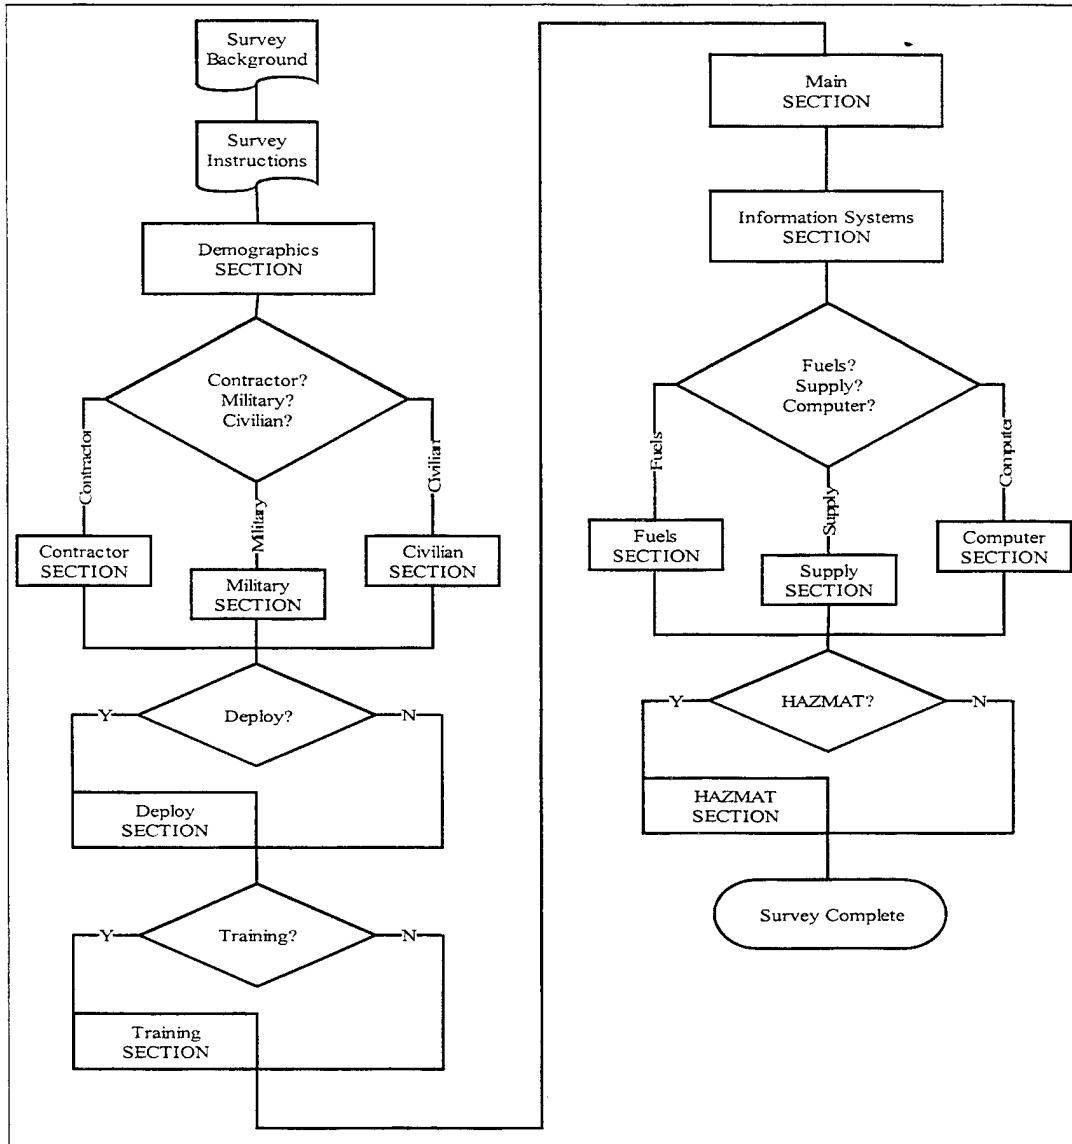 Survey
Background
Survey
Instructions
Demographics
SECTION
Contractor?
Military?
Civilian?
Contractor
Military
Civilian
Contractor
SECTION
Military
SECTION
Civilian
SECTION
Y
Deploy?
N
Deploy
SECTION
Y
Training?
N
Training
SECTION
Main
SECTION
Information Systems
SECTION
Fuels?
Supply?
Computer?
Fuels
Supply
Computer
Fuels
SECTION
Supply
SECTION
Computer
SECTION
Y
HAZMAT?
N
HAZMAT
SECTION
Survey Complete